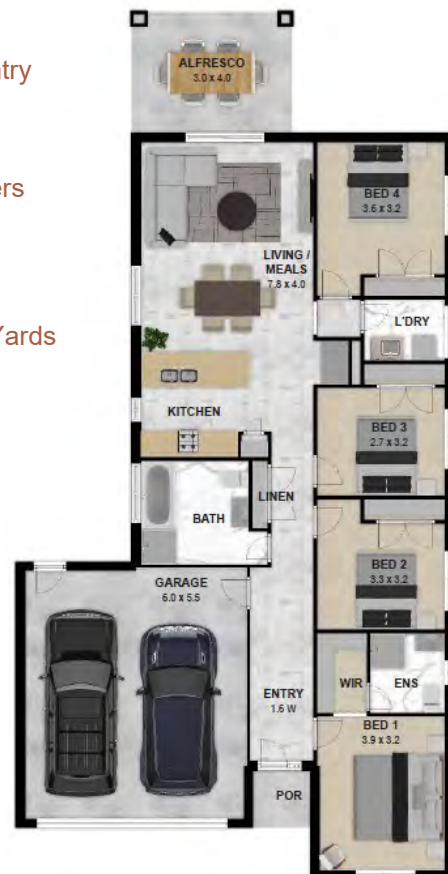 ntry
ers
Yards
ALFRESCO
3.0 x 4.0
BED 4
3.6 x 3.2
LIVING /
MEALS
7.8 x 4.0
L'DRY
KITCHEN
BED 3
2.7 x 3.2
LINEN
BATH
BED 2
3.3 x 3.2
GARAGE
6.0 x 5.5
WIR
ENS
ENTRY
1.6 W
BED 1
3.9 x 3.2
POR